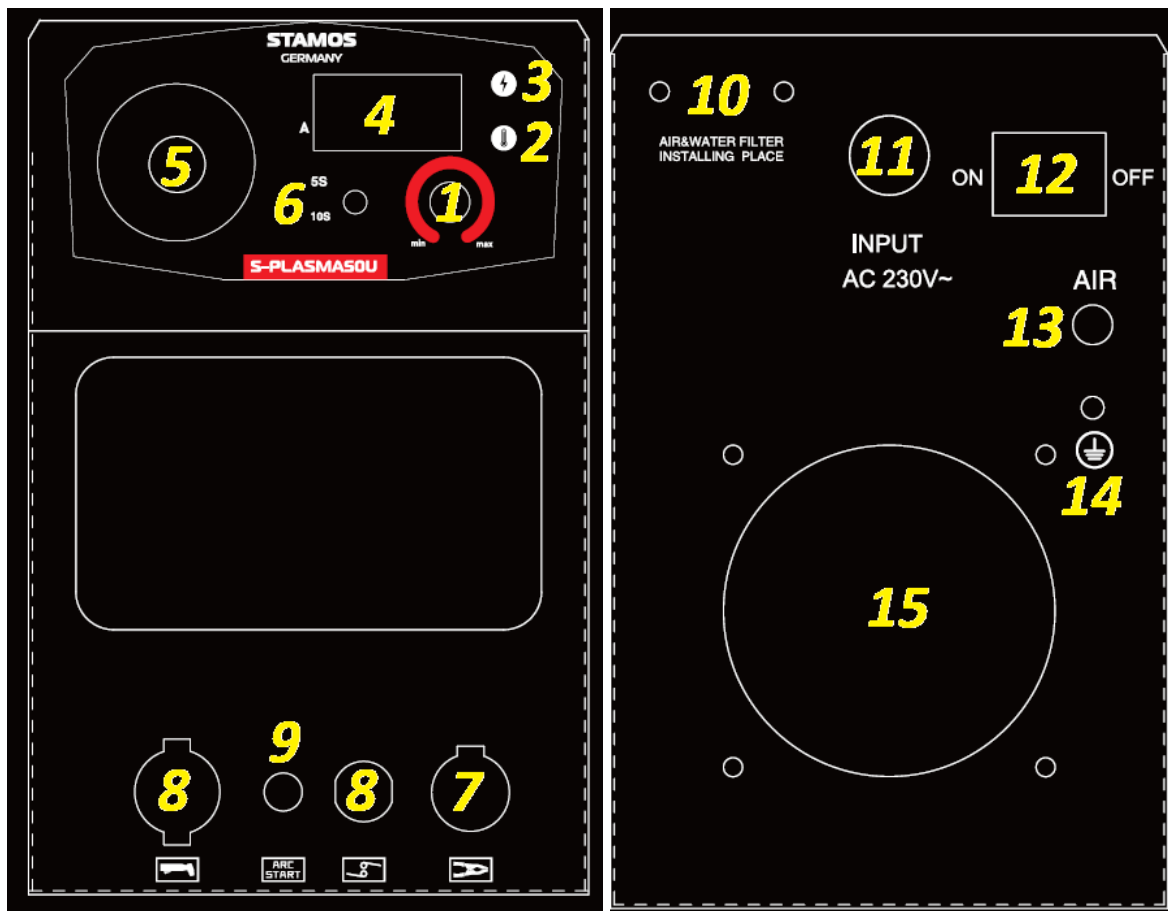 STAMOS
GERMANY
3
4
A
2
5
5S
6
10S
1
min
max
S-PLASMA50U
9
8
8
7
ARC
START
10
AIR&WATER FILTER
INSTALLING PLACE
11
ON
12
OFF
INPUT
AC 230V~
AIR
13
14
15